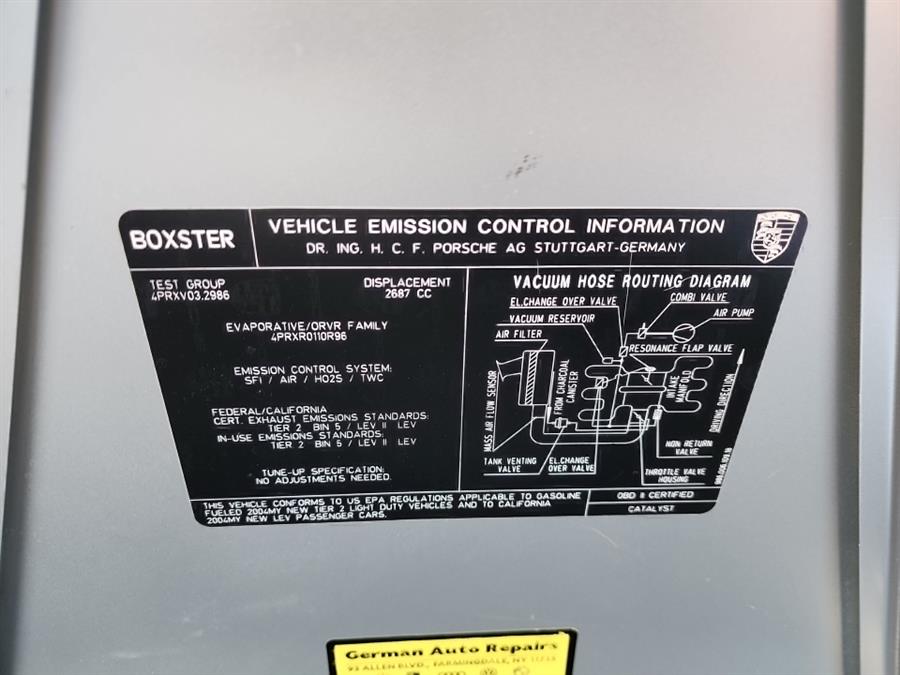 BOXSTER
VEHICLE EMISSION CONTROL INFORMATION
DR. ING. H. C. F. PORSCHE AG STUTTGART-GERMANY
TEST GROUP
4PRXV03.2986
DISPLACEMENT
2687 CC
EVAPORATIVE/ORVR FAMILY
4PRXR0110R96
EMISSION CONTROL SYSTEM:
SFI / AIR / HO2S / TWC
FEDERAL/CALIFORNIA
CERT. EXHAUST EMISSIONS STANDARDS:
TIER 2 BIN 5 / LEV II LEV
IN-USE EMISSIONS STANDARDS:
TIER 2 BIN 5 / LEV II LEV
TUNE-UP SPECIFICATION:
NO ADJUSTMENTS NEEDED.
VACUUM HOSE ROUTING DIAGRAM
EL.CHANGE OVER VALVE
COMBI VALVE
VACUUM RESERVOIR
AIR PUMP
AIR FILTER
RESONANCE FLAP VALVE
MASS AIR FLOW SENSOR
FROM CHARCOAL
CANISTER
INTAKE
MANIFOLD
DRIVING DIRECTION
NON RETURN
VALVE
TANK VENTING
VALVE
EL.CHANGE
OVER VALVE
THROTTLE VALVE
HOUSING
THIS VEHICLE CONFORMS TO US EPA REGULATIONS APPLICABLE TO GASOLINE
FUELED 2004MY NEW TIER 2 LIGHT DUTY VEHICLES AND TO CALIFORNIA
2004MY NEW LEV PASSENGER CARS.
OBD II CERTIFIED
CATALYST
German Auto Repairs
93 ALLEN BLVD., FARMINGDALE, NY 11735